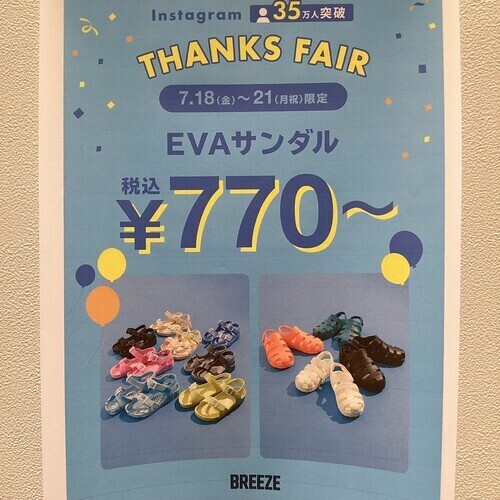 Instagram 35万人突破
THANKS FAIR
7.18(金)～21(月祝)限定
EVAサンダル
税込
¥770～
BREEZE